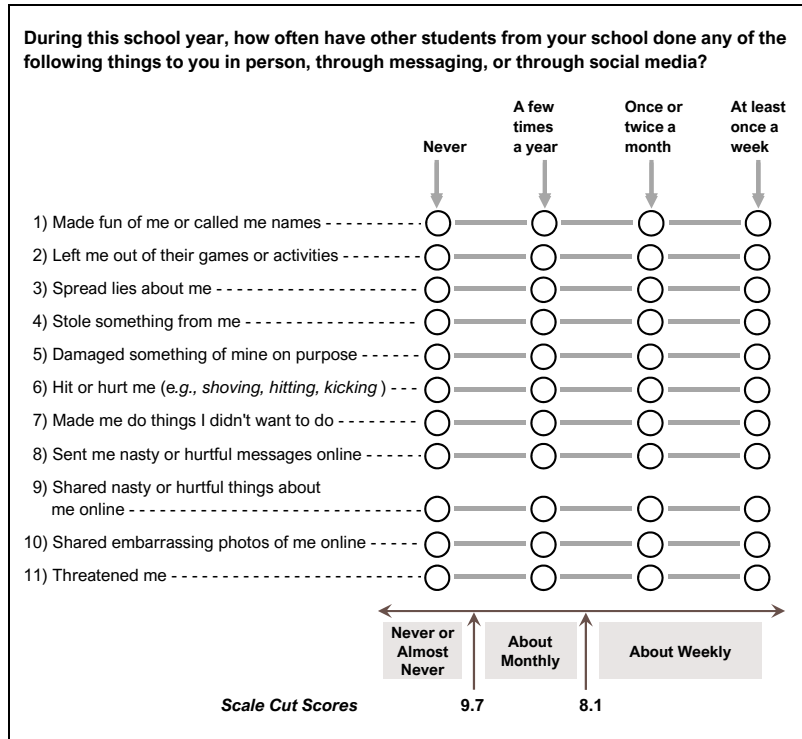 During this school year, how often have other students from your school done any of the
following things to you in person, through messaging, or through social media?
Never
A few
times
a year
Once or
twice a
month
At least
once a
week
1) Made fun of me or called me names
2) Left me out of their games or activities
3) Spread lies about me
4) Stole something from me
5) Damaged something of mine on purpose
6) Hit or hurt me (e.g., shoving, hitting, kicking )
7) Made me do things I didn't want to do
8) Sent me nasty or hurtful messages online
9) Shared nasty or hurtful things about
me online
10) Shared embarrassing photos of me online
11) Threatened me
Never or
Almost
Never
About
Monthly
About Weekly
Scale Cut Scores 9.7 8.1